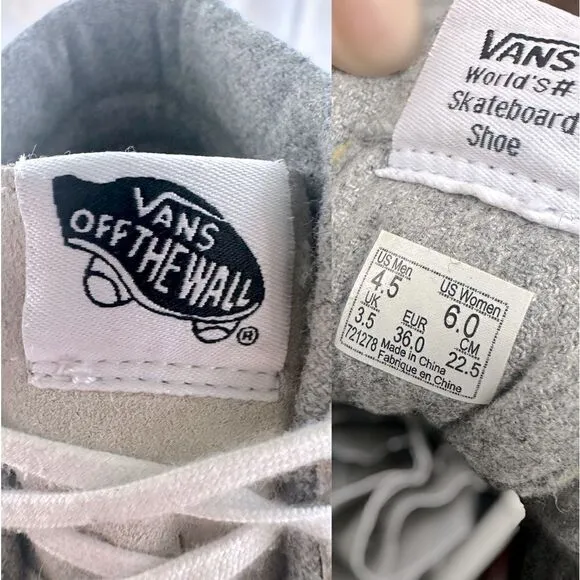 VANS
OFF THE WALL
®
VANS
World's#
Skateboard
Shoe
US Men US Women
4.5 6.0
UK EUR CM
3.5 36.0 22.5
721278 Made in China
Fabrique en Chine